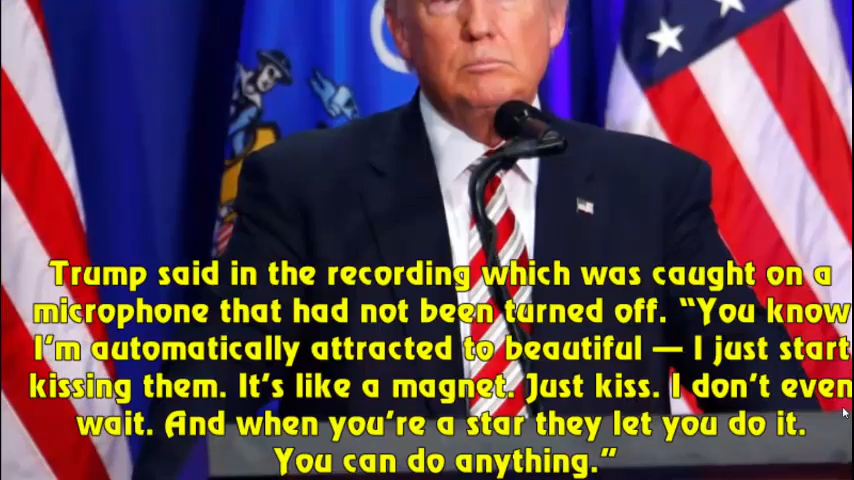 Trump said in the recording which was caught on a
microphone that had not been turned off. “You know
I’m automatically attracted to beautiful — I just start
kissing them. It’s like a magnet. Just kiss. I don’t even
wait. And when you’re a star they let you do it.
You can do anything.”